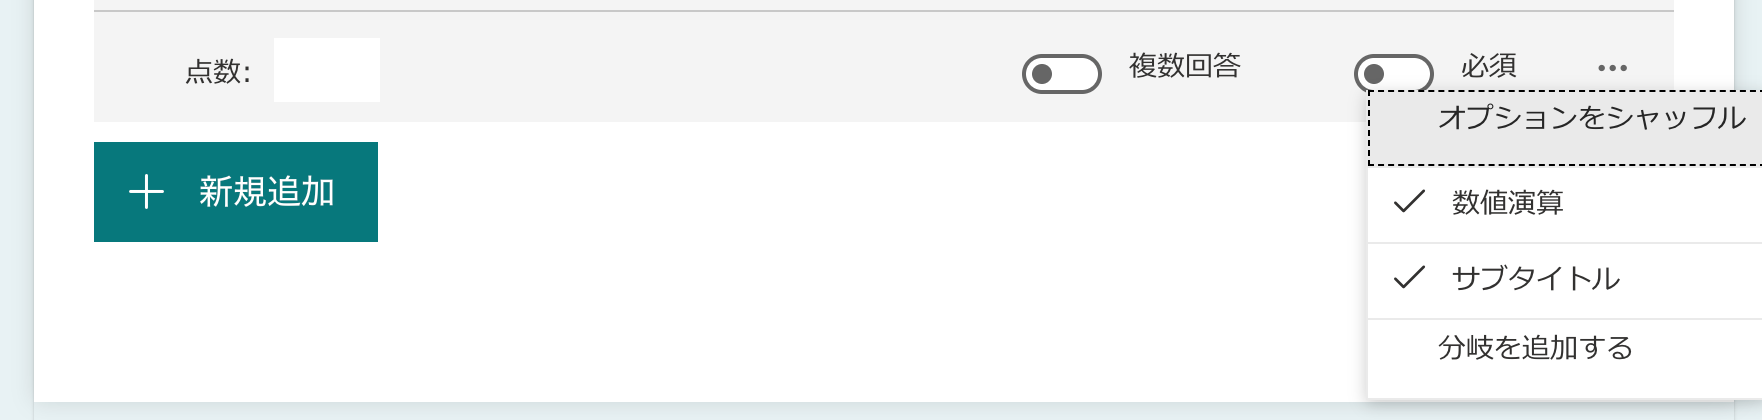 点数:
複数回答
必須
オプションをシャッフル
新規追加
数値演算
サブタイトル
分岐を追加する